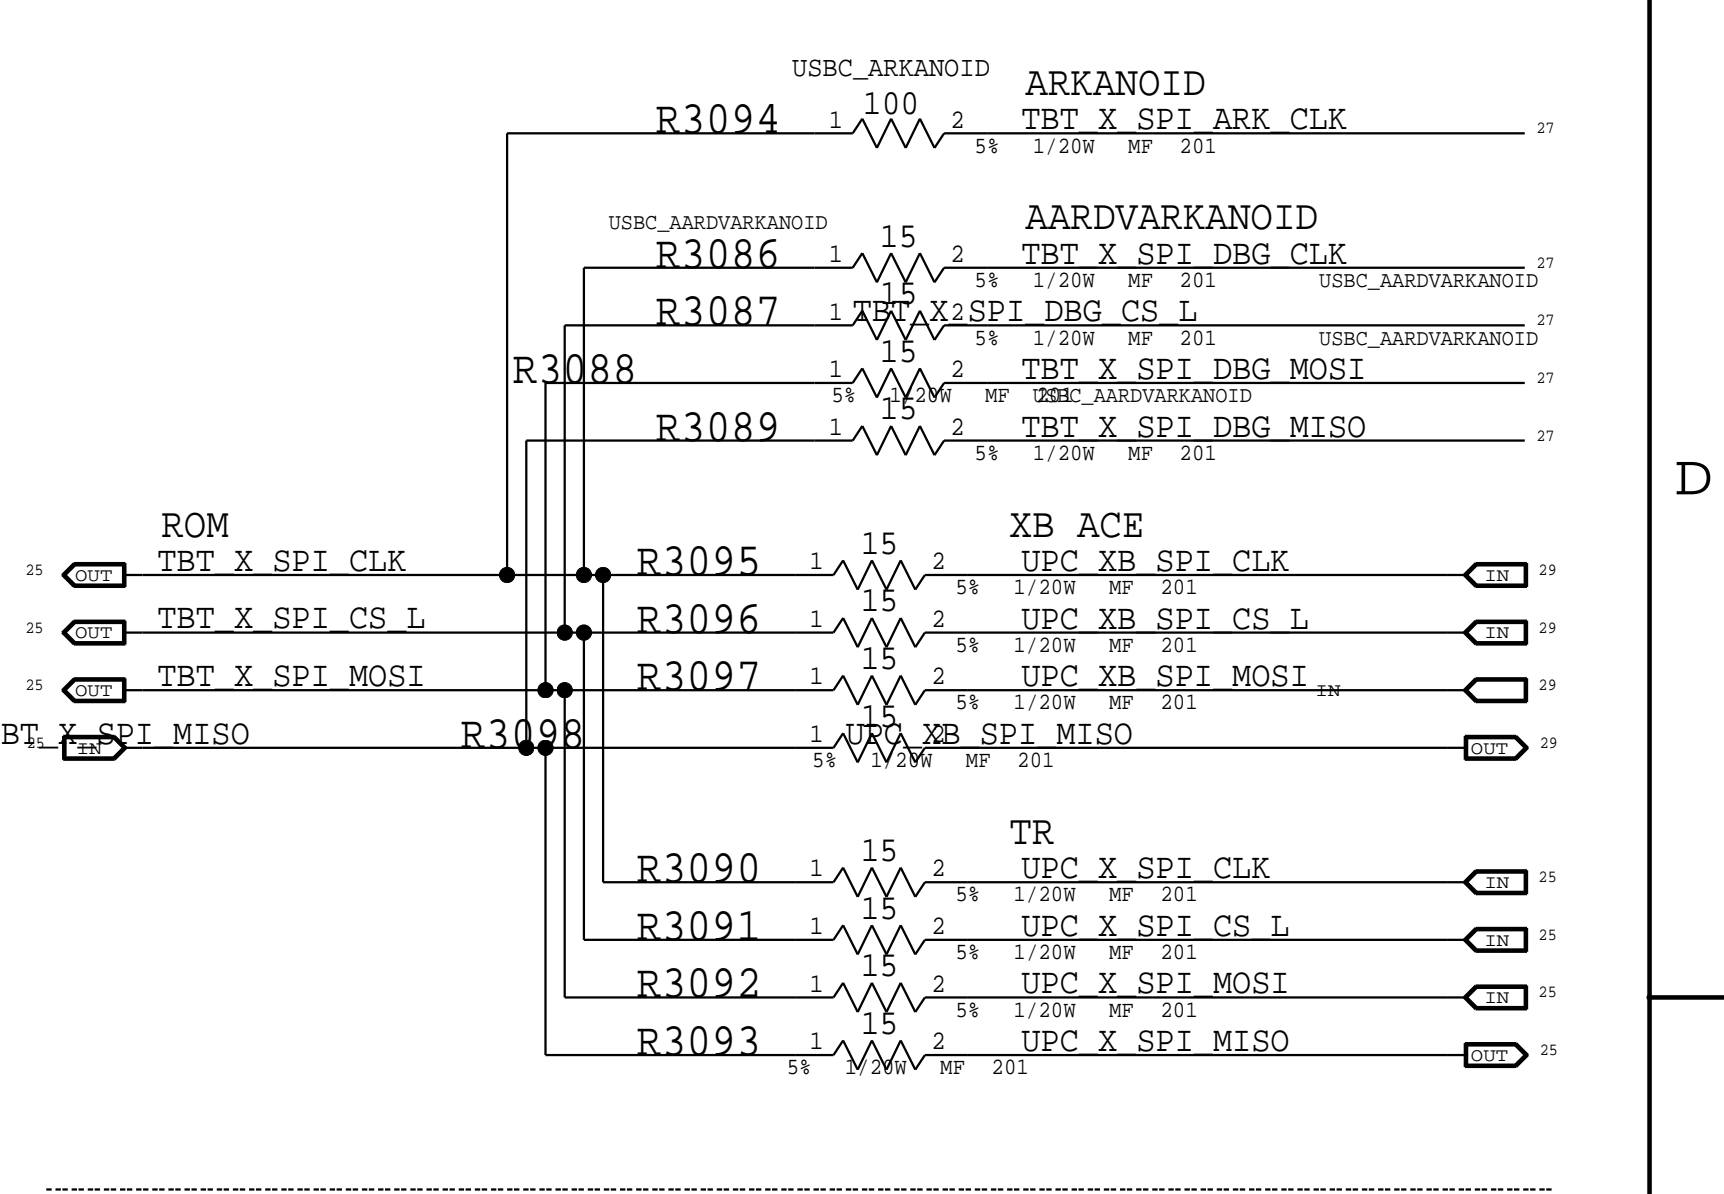 USBC_ARKANOID
ARKANOID
R3094 1 100 2 TBT_X_SPI_ARK_CLK 27
5% 1/20W MF 201
AARDVARKANOID
USBC_AARDVARKANOID
R3086 1 15 2 TBT_X_SPI_DBG_CLK 27
5% 1/20W MF 201 USBC_AARDVARKANOID
R3087 1 15 2 TBT_X_SPI_DBG_CS_L 27
5% 1/20W MF 201 USBC_AARDVARKANOID
R3088 1 15 2 TBT_X_SPI_DBG_MOSI 27
5% 1/20W MF 201 USBC_AARDVARKANOID
R3089 1 15 2 TBT_X_SPI_DBG_MISO 27
5% 1/20W MF 201
D
ROM XB ACE
25 OUT TBT_X_SPI_CLK R3095 1 15 2 UPC_XB_SPI_CLK IN 29
5% 1/20W MF 201
25 OUT TBT_X_SPI_CS_L R3096 1 15 2 UPC_XB_SPI_CS_L IN 29
5% 1/20W MF 201
25 OUT TBT_X_SPI_MOSI R3097 1 15 2 UPC_XB_SPI_MOSI IN 29
5% 1/20W MF 201
25 IN BT_X_SPI_MISO R3098 1 15 2 UPC_XB_SPI_MISO OUT 29
5% 1/20W MF 201
TR
R3090 1 15 2 UPC_X_SPI_CLK IN 25
5% 1/20W MF 201
R3091 1 15 2 UPC_X_SPI_CS_L IN 25
5% 1/20W MF 201
R3092 1 15 2 UPC_X_SPI_MOSI IN 25
5% 1/20W MF 201
R3093 1 15 2 UPC_X_SPI_MISO OUT 25
5% 1/20W MF 201